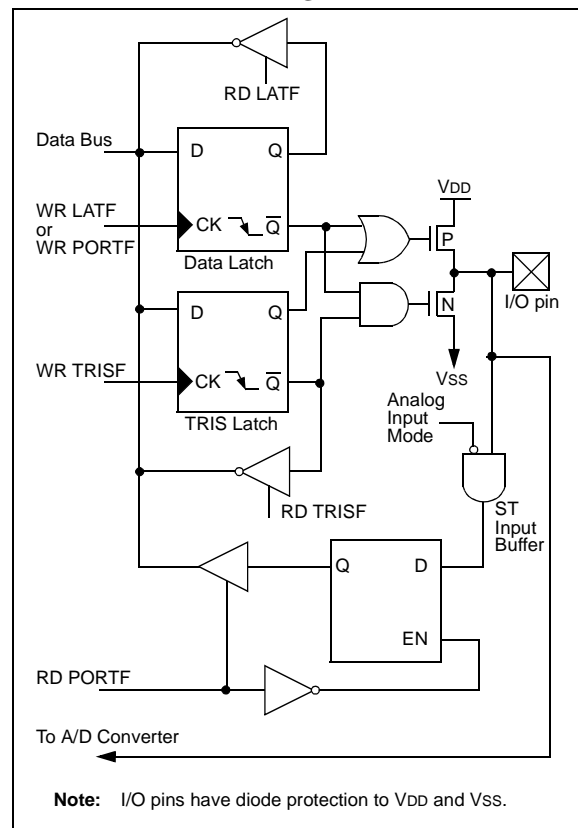 RD LATF
Data Bus
D
Q
WR LATF
or
WR PORTF
CK
Q̅
Data Latch
VDD
P
I/O pin
D
Q
N
WR TRISF
CK
Q̅
VSS
TRIS Latch
Analog
Input
Mode
RD TRISF
ST
Input
Buffer
Q
D
EN
RD PORTF
To A/D Converter
Note: I/O pins have diode protection to VDD and VSS.